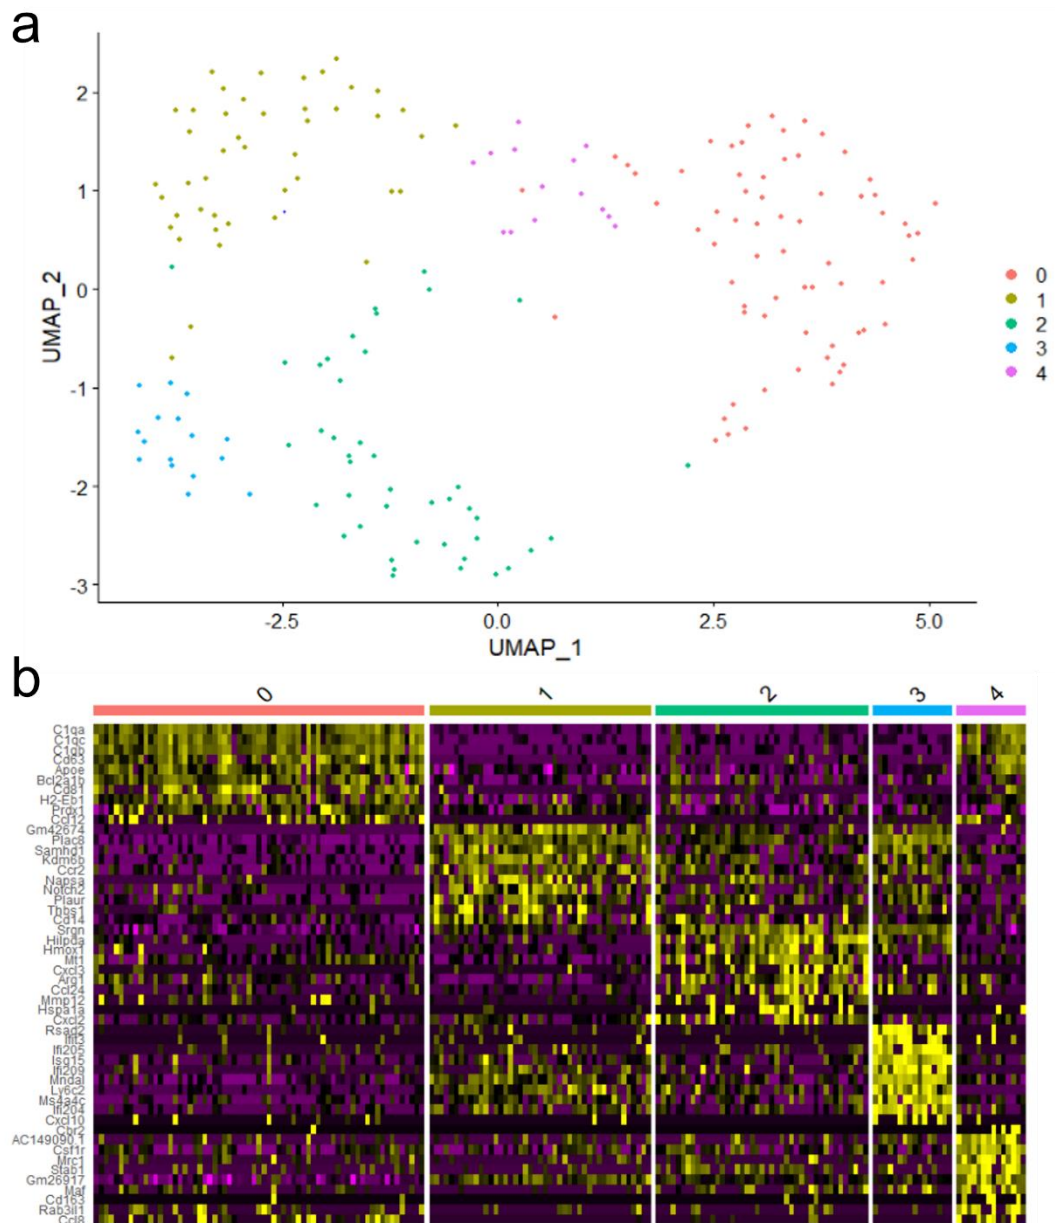 a
2
1
0
-1
-2
-3
UMAP_2
-2.5 0.0 2.5 5.0
UMAP_1
0
1
2
3
4
b
0 1 2 3 4
C1qa
C1qc
C1qb
Cd63
Apoe
Bcl2a1b
Cd81
H2-Eb1
Prdx1
Ccl12
Gm42674
Plac8
Samhd1
Kdm6b
Ccr2
Napsa
Notch2
Plaur
Thbs1
Cd14
Srgn
Hilpda
Hmox1
Mt1
Cxcl3
Arg1
Ccl24
Mmp12
Hspa1a
Cxcl2
Rsad2
Ifit3
Ifi205
Isg15
Ifi209
Mndal
Ly6c2
Ms4a4c
Ifi204
Cxcl10
Cbr2
AC149090.1
Csf1r
Mrc1
Stab1
Gm26917
Maf
Cd163
Rab3il1
Ccl8